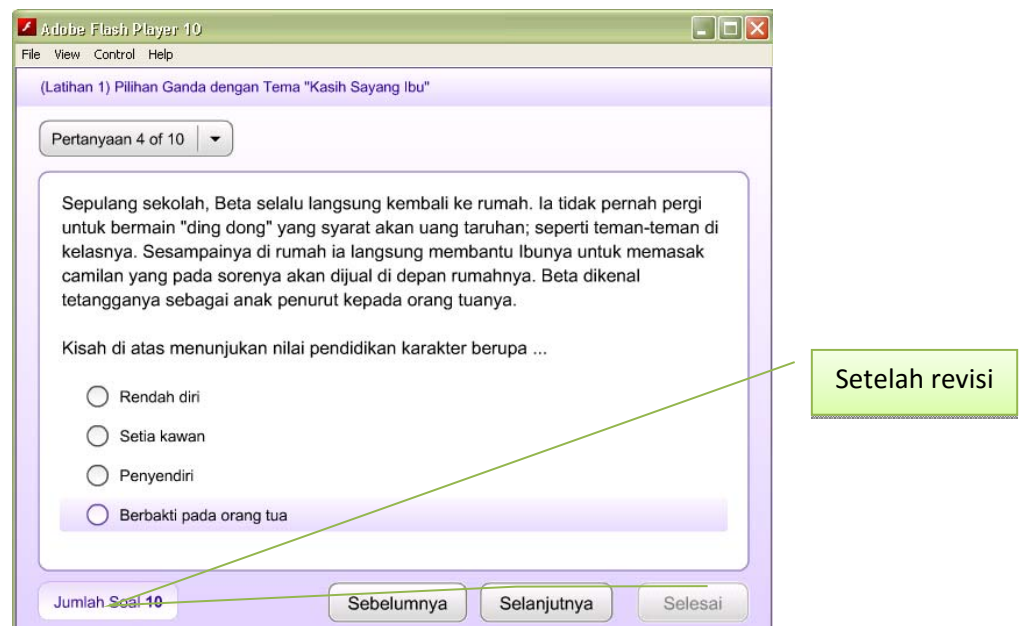 Adobe Flash Player 10
File View Control Help
(Latihan 1) Pilihan Ganda dengan Tema "Kasih Sayang Ibu"
Pertanyaan 4 of 10
Sepulang sekolah, Beta selalu langsung kembali ke rumah. Ia tidak pernah pergi
untuk bermain "ding dong" yang syarat akan uang taruhan; seperti teman-teman di
kelasnya. Sesampainya di rumah ia langsung membantu Ibunya untuk memasak
camilan yang pada sorenya akan dijual di depan rumahnya. Beta dikenal
tetangganya sebagai anak penurut kepada orang tuanya.
Kisah di atas menunjukan nilai pendidikan karakter berupa ...
Rendah diri
Setia kawan
Penyendiri
Berbakti pada orang tua
Setelah revisi
Jumlah Soal 10
Sebelumnya
Selanjutnya
Selesai